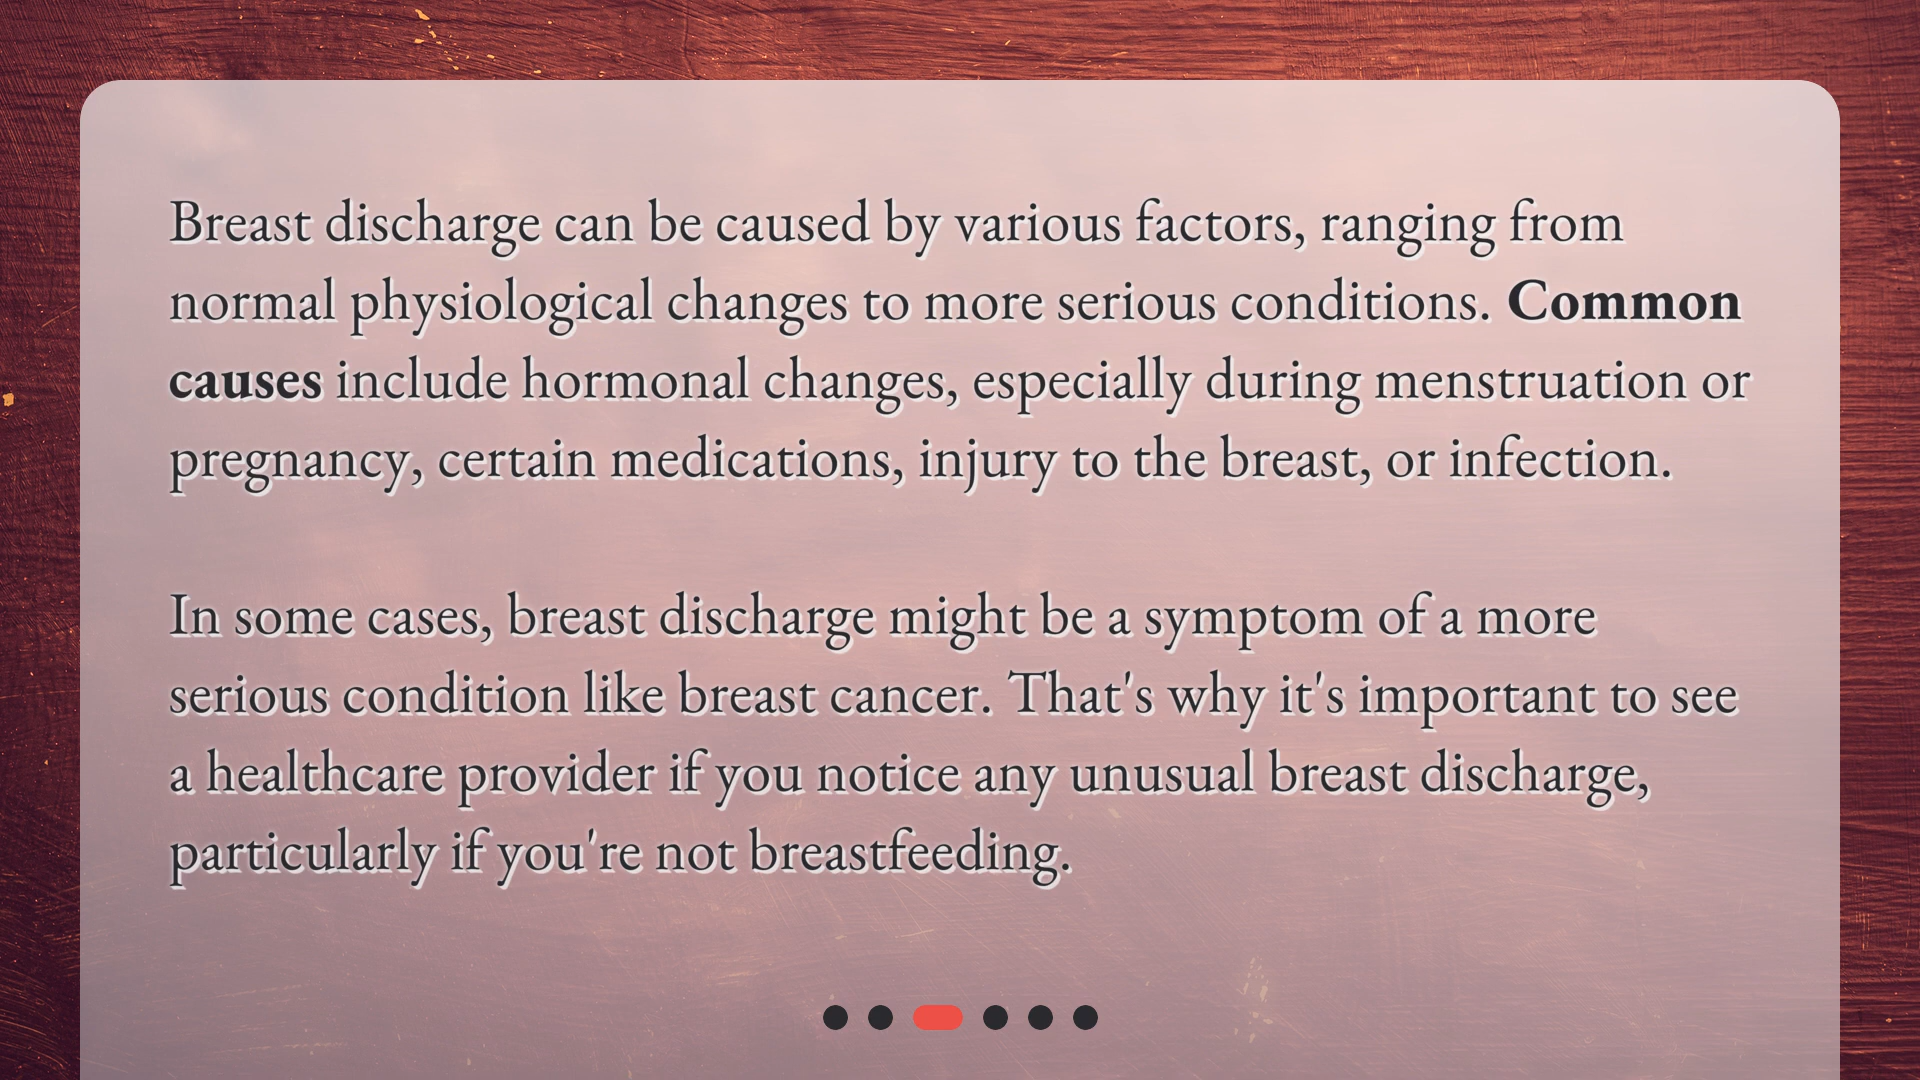 Breast discharge can be caused by various factors, ranging from
normal physiological changes to more serious conditions. Common
causes include hormonal changes, especially during menstruation or
pregnancy, certain medications, injury to the breast, or infection.
In some cases, breast discharge might be a symptom of a more
serious condition like breast cancer. That's why it's important to see
a healthcare provider if you notice any unusual breast discharge,
particularly if you're not breastfeeding.